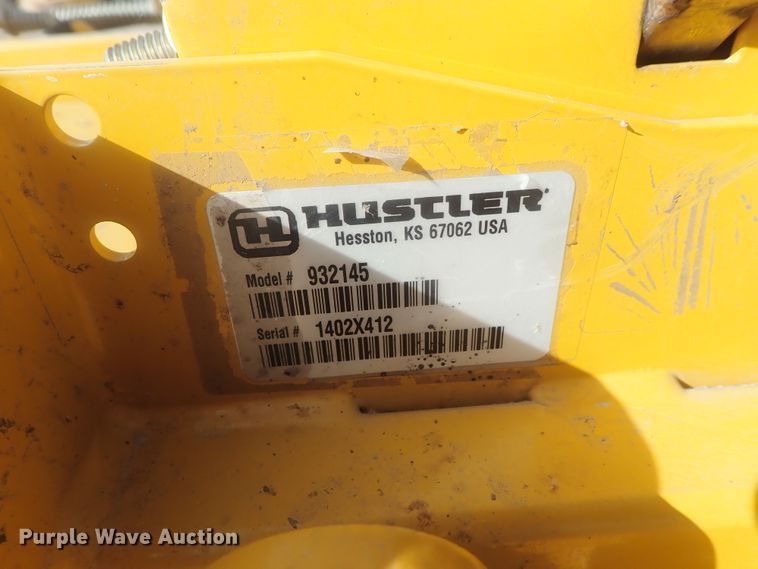 H HUSTLER
Hesston, KS 67062 USA
Model # 932145
Serial # 1402X412
Purple Wave Auction